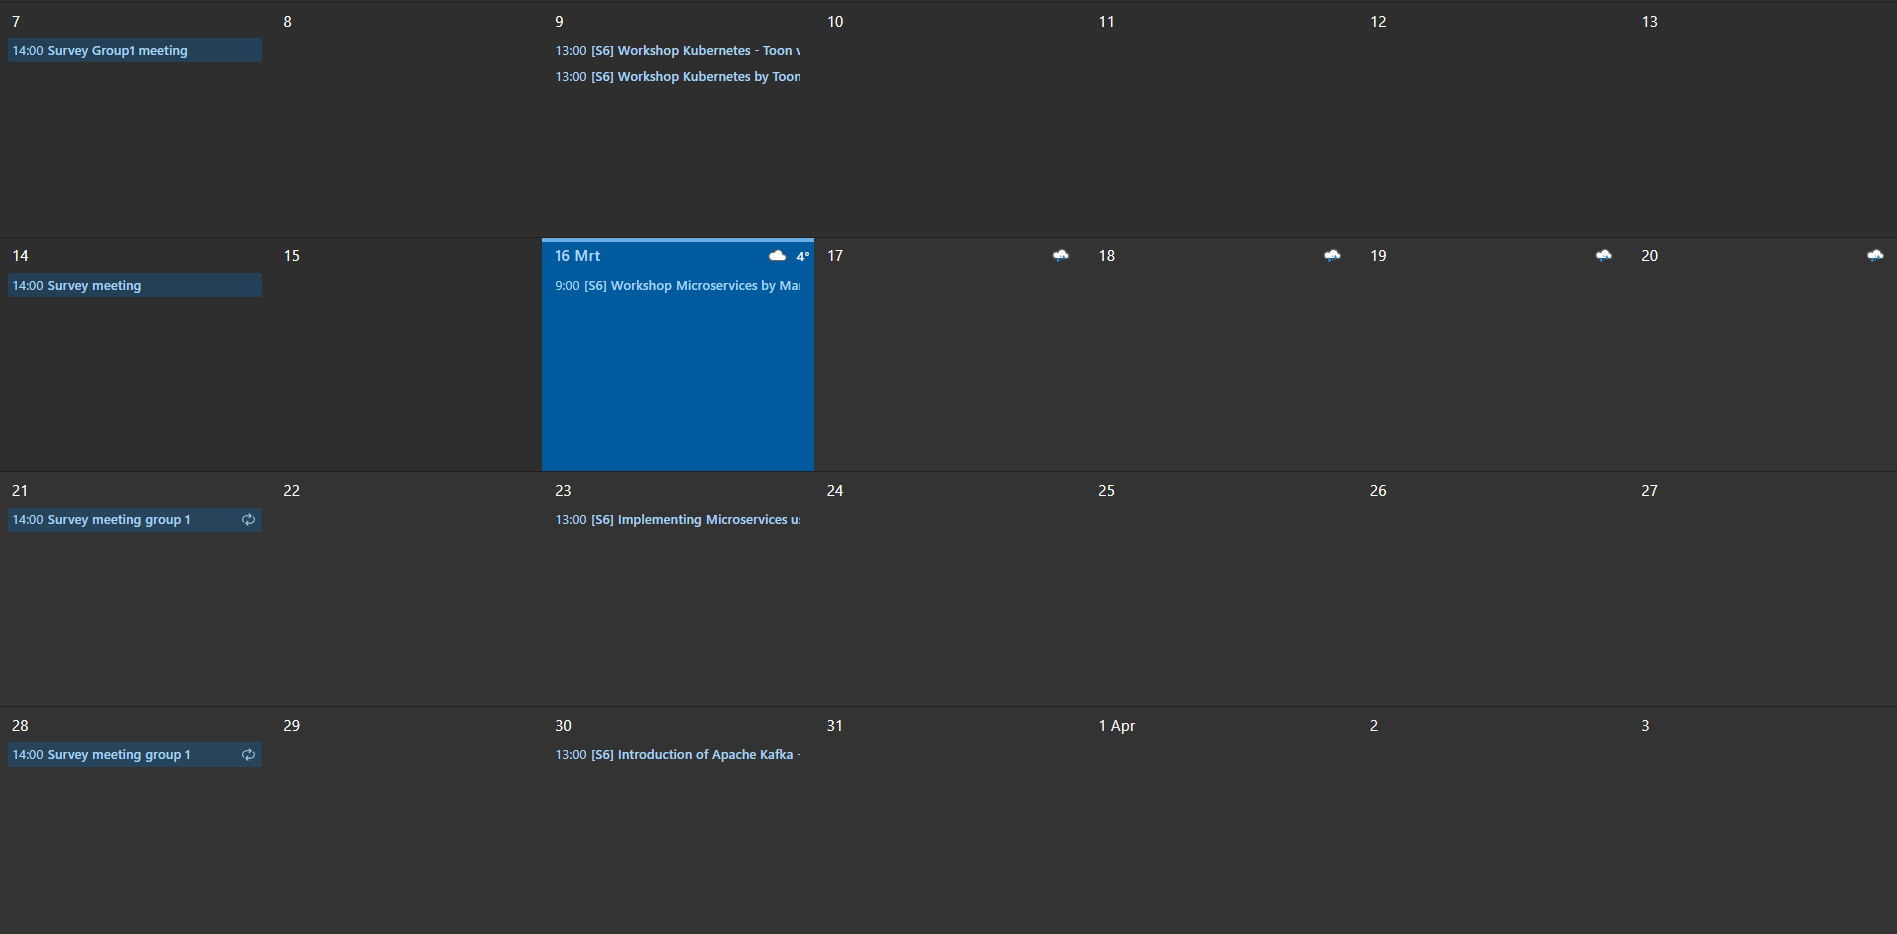 7
8
9
10
11
12
13
14:00 Survey Group1 meeting
13:00 [S6] Workshop Kubernetes - Toon
13:00 [S6] Workshop Kubernetes by Toon
14
15
16 Mrt
4°
17
18
19
20
14:00 Survey meeting
9:00 [S6] Workshop Microservices by
21
22
23
24
25
26
27
14:00 Survey meeting group 1
13:00 [S6] Implementing Microservices
28
29
30
31
1 Apr
2
3
14:00 Survey meeting group 1
13:00 [S6] Introduction of Apache Kafka -